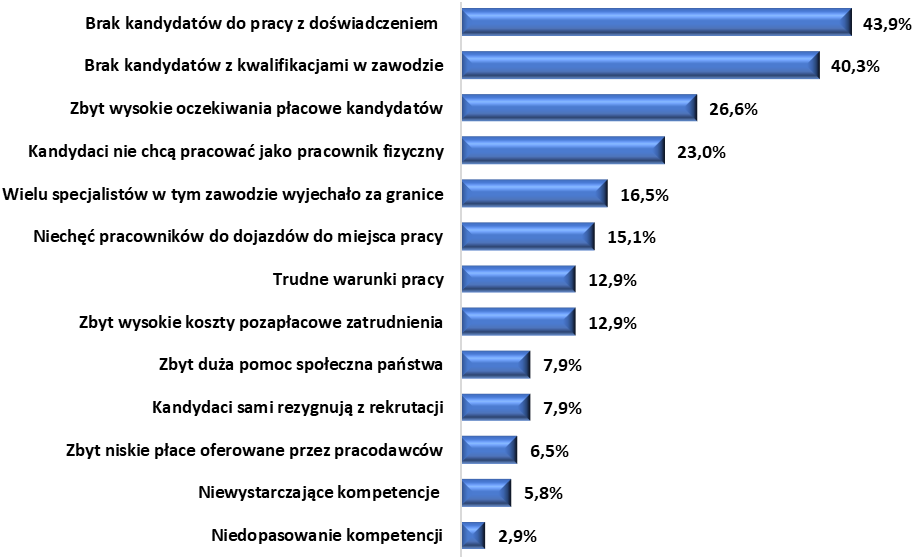 Brak kandydatów do pracy z doświadczeniem 43,9%
Brak kandydatów z kwalifikacjami w zawodzie 40,3%
Zbyt wysokie oczekiwania płacowe kandydatów 26,6%
Kandydaci nie chcą pracować jako pracownik fizyczny 23,0%
Wielu specjalistów w tym zawodzie wyjechało za granice 16,5%
Niechęć pracowników do dojazdów do miejsca pracy 15,1%
Trudne warunki pracy 12,9%
Zbyt wysokie koszty pozapłacowe zatrudnienia 12,9%
Zbyt duża pomoc społeczna państwa 7,9%
Kandydaci sami rezygnują z rekrutacji 7,9%
Zbyt niskie płace oferowane przez pracodawców 6,5%
Niewystarczające kompetencje 5,8%
Niedopasowanie kompetencji 2,9%